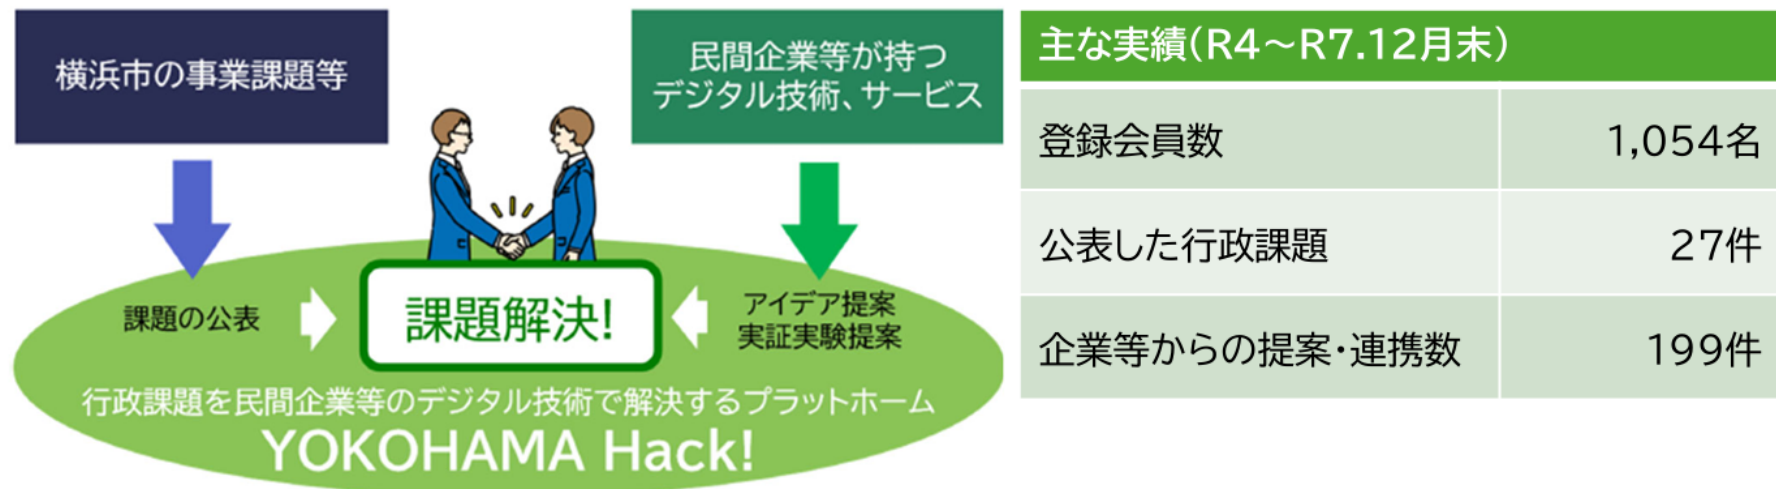 横浜市の事業課題等
民間企業等が持つ
デジタル技術、サービス
課題の公表
課題解決!
アイデア提案
実証実験提案
行政課題を民間企業等のデジタル技術で解決するプラットホーム
YOKOHAMA Hack!
主な実績(R4～R7.12月末)
登録会員数 1,054名
公表した行政課題 27件
企業等からの提案・連携数 199件